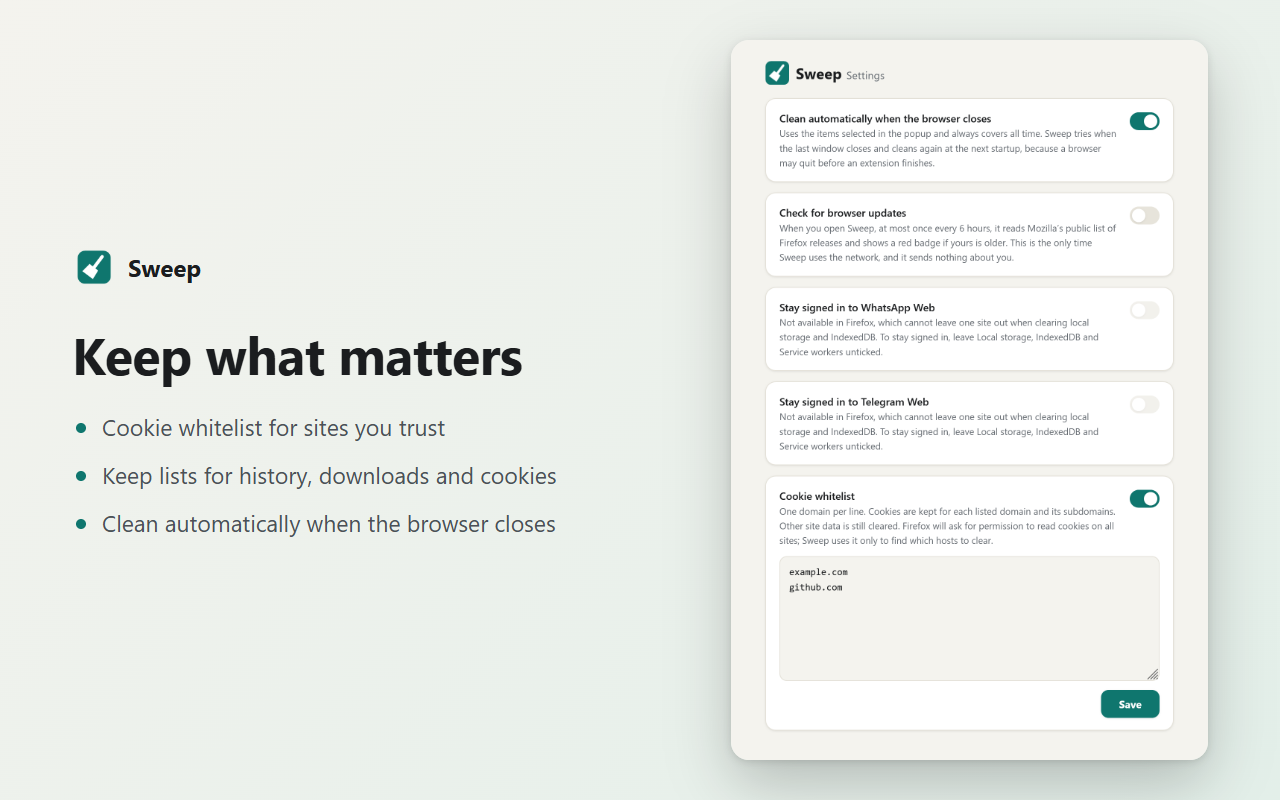 Sweep
Keep what matters
Cookie whitelist for sites you trust
Keep lists for history, downloads and cookies
Clean automatically when the browser closes
Sweep Settings
Clean automatically when the browser closes
Uses the items selected in the popup and always covers all time. Sweep tries when
the last window closes and cleans again at the next startup, because a browser
may quit before an extension finishes.
Check for browser updates
When you open Sweep, at most once every 6 hours, it reads Mozilla's public list of
Firefox releases and shows a red badge if yours is older. This is the only time
Sweep uses the network, and it sends nothing about you.
Stay signed in to WhatsApp Web
Not available in Firefox, which cannot leave one site out when clearing local
storage and IndexedDB. To stay signed in, leave Local storage, IndexedDB and
Service workers unticked.
Stay signed in to Telegram Web
Not available in Firefox, which cannot leave one site out when clearing local
storage and IndexedDB. To stay signed in, leave Local storage, IndexedDB and
Service workers unticked.
Cookie whitelist
One domain per line. Cookies are kept for each listed domain and its subdomains.
Other site data is still cleared. Firefox will ask for permission to read cookies on all
sites; Sweep uses it only to find which hosts to clear.
example.com
github.com
Save